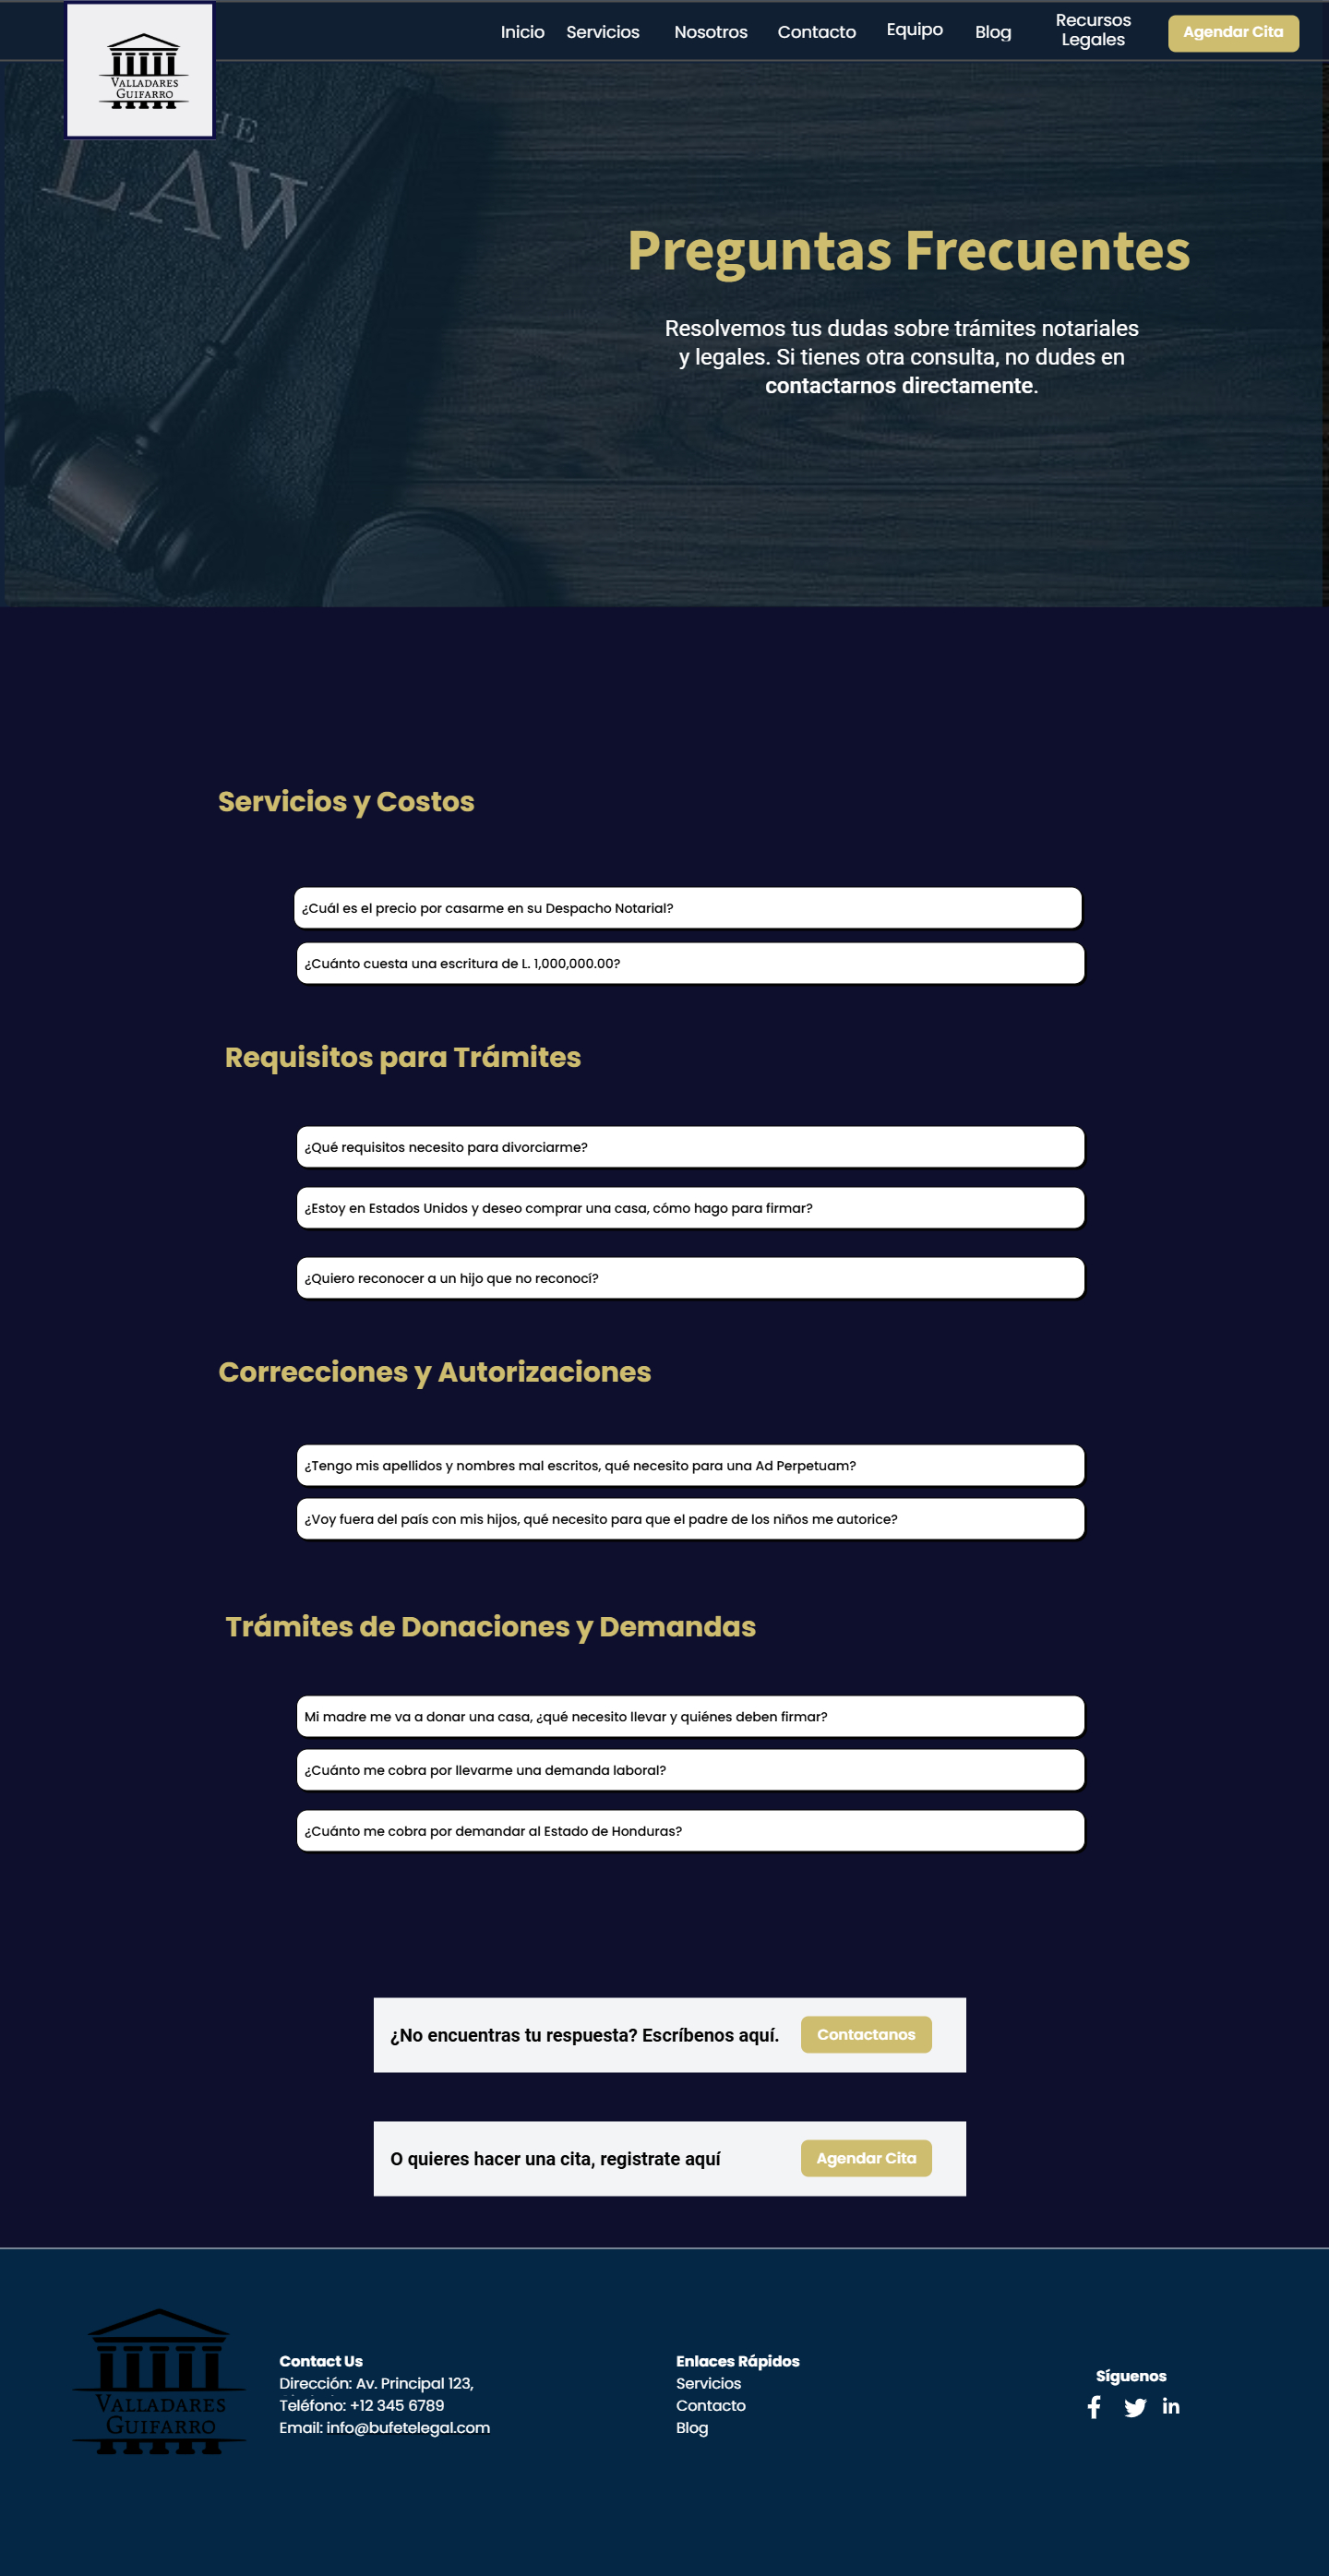 Inicio
Servicios
Nosotros
Contacto
Equipo
Blog
Recursos
Legales
Agendar Cita
VALLADARES
GUIFARRO
THE
LAW
Preguntas Frecuentes
Resolvemos tus dudas sobre trámites notariales
y legales. Si tienes otra consulta, no dudes en
contactarnos directamente.
Servicios y Costos
¿Cuál es el precio por casarme en su Despacho Notarial?
¿Cuánto cuesta una escritura de L. 1,000,000.00?
Requisitos para Trámites
¿Qué requisitos necesito para divorciarme?
¿Estoy en Estados Unidos y deseo comprar una casa, cómo hago para firmar?
¿Quiero reconocer a un hijo que no reconocí?
Correcciones y Autorizaciones
¿Tengo mis apellidos y nombres mal escritos, qué necesito para una Ad Perpetuam?
¿Voy fuera del país con mis hijos, qué necesito para que el padre de los niños me autorice?
Trámites de Donaciones y Demandas
Mi madre me va a donar una casa, ¿qué necesito llevar y quiénes deben firmar?
¿Cuánto me cobra por llevarme una demanda laboral?
¿Cuánto me cobra por demandar al Estado de Honduras?
¿No encuentras tu respuesta? Escríbenos aquí.
Contactanos
O quieres hacer una cita, registrate aquí
Agendar Cita
VALLADARES
GUIFARRO
Contact Us
Dirección: Av. Principal 123,
Teléfono: +12 345 6789
Email: info@bufetelegal.com
Enlaces Rápidos
Servicios
Contacto
Blog
Síguenos